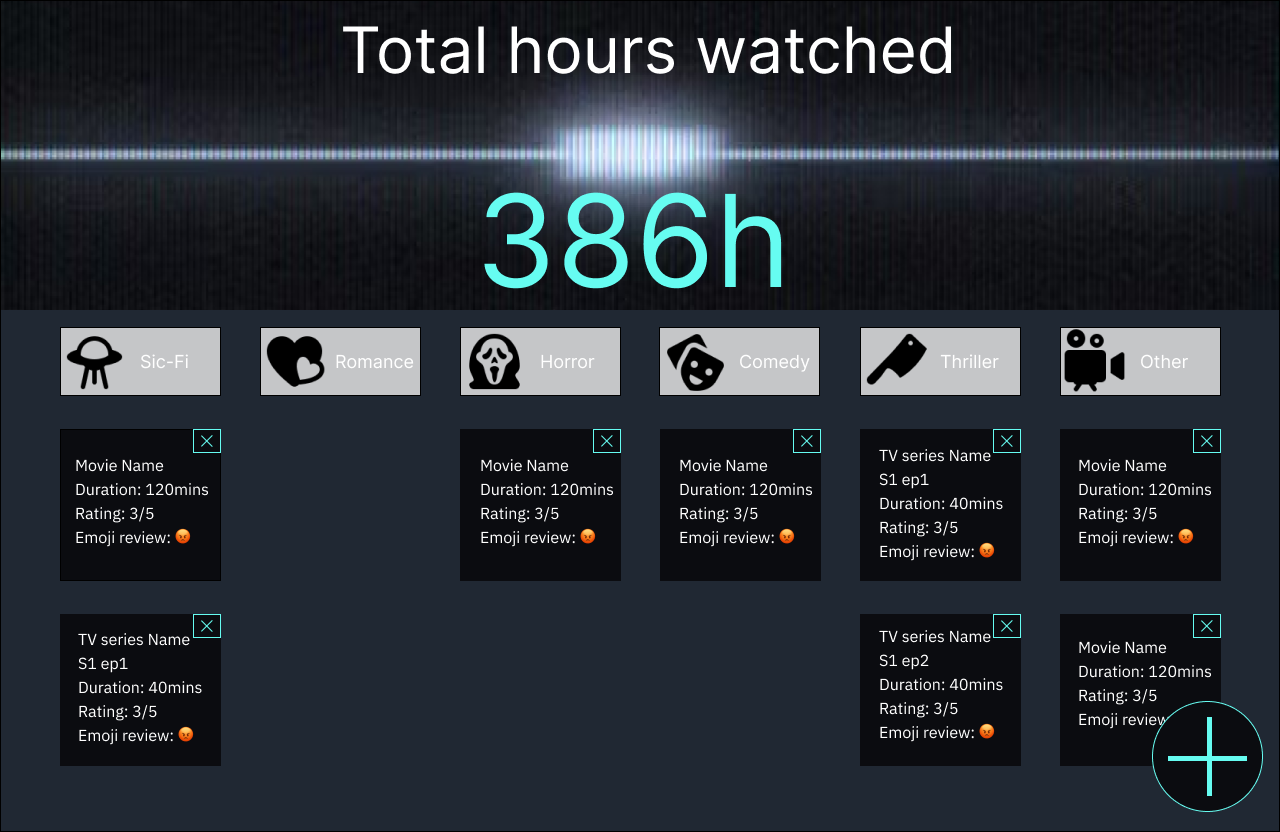 Total hours watched
386h
Sic-Fi
Romance
Horror
Comedy
Thriller
Other
Movie Name
Duration: 120mins
Rating: 3/5
Emoji review: 😡
Movie Name
Duration: 120mins
Rating: 3/5
Emoji review: 😡
Movie Name
Duration: 120mins
Rating: 3/5
Emoji review: 😡
TV series Name
S1 ep1
Duration: 40mins
Rating: 3/5
Emoji review: 😡
Movie Name
Duration: 120mins
Rating: 3/5
Emoji review: 😡
TV series Name
S1 ep1
Duration: 40mins
Rating: 3/5
Emoji review: 😡
TV series Name
S1 ep2
Duration: 40mins
Rating: 3/5
Emoji review: 😡
Movie Name
Duration: 120mins
Rating: 3/5
Emoji review